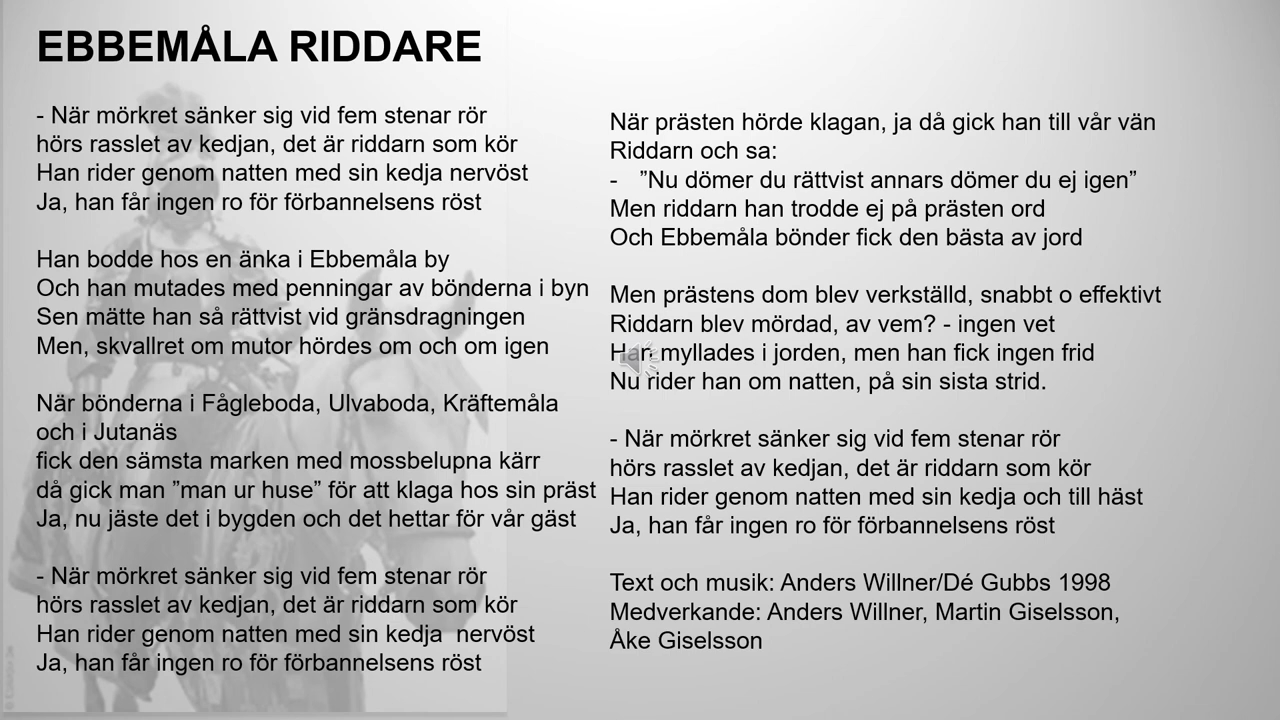 EBBEMÅLA RIDDARE
- När mörkret sänker sig vid fem stenar rör
hörs rasslet av kedjan, det är riddarn som kör
Han rider genom natten med sin kedja nervöst
Ja, han får ingen ro för förbannelsens röst
Han bodde hos en änka i Ebbemåla by
Och han mutades med penningar av bönderna i byn
Sen mätte han så rättvist vid gränsdragningen
Men, skvallret om mutor hördes om och om igen
När bönderna i Fågleboda, Ulvaboda, Kräftemåla
och i Jutanäs
fick den sämsta marken med mossbelupna kärr
då gick man ”man ur huse” för att klaga hos sin präst
Ja, nu jäste det i bygden och det hettar för vår gäst
- När mörkret sänker sig vid fem stenar rör
hörs rasslet av kedjan, det är riddarn som kör
Han rider genom natten med sin kedja  nervöst
Ja, han får ingen ro för förbannelsens röst
När prästen hörde klagan, ja då gick han till vår vän
Riddarn och sa:
- ”Nu dömer du rättvist annars dömer du ej igen”
Men riddarn han trodde ej på prästen ord
Och Ebbemåla bönder fick den bästa av jord
Men prästens dom blev verkställd, snabbt o effektivt
Riddarn blev mördad, av vem? - ingen vet
Han myllades i jorden, men han fick ingen frid
Nu rider han om natten, på sin sista strid.
- När mörkret sänker sig vid fem stenar rör
hörs rasslet av kedjan, det är riddarn som kör
Han rider genom natten med sin kedja och till häst
Ja, han får ingen ro för förbannelsens röst
Text och musik: Anders Willner/Dé Gubbs 1998
Medverkande: Anders Willner, Martin Giselsson,
Åke Giselsson